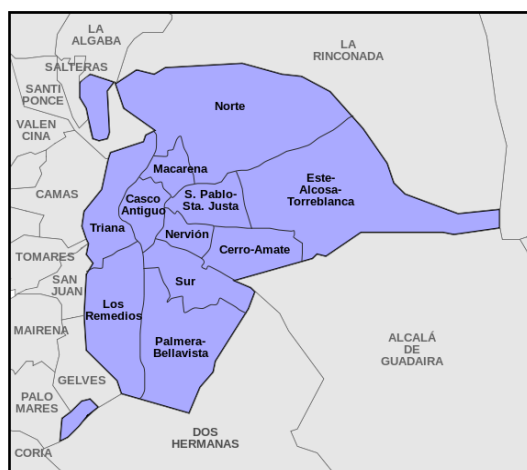 LA
ALGABA
LA
RINCONADA
SALTERAS
SANTI
PONCE
Norte
VALEN
CINA
Macarena
Este-
Alcosa-
Torreblanca
CAMAS
Casco
Antiguo
S. Pablo-
Sta. Justa
Triana
Nervión
Cerro-Amate
TOMARES
SAN
JUAN
Sur
Los
Remedios
MAIRENA
Palmera-
Bellavista
ALCALÁ
DE
GUADAIRA
GELVES
PALO
MARES
DOS
HERMANAS
CORIA